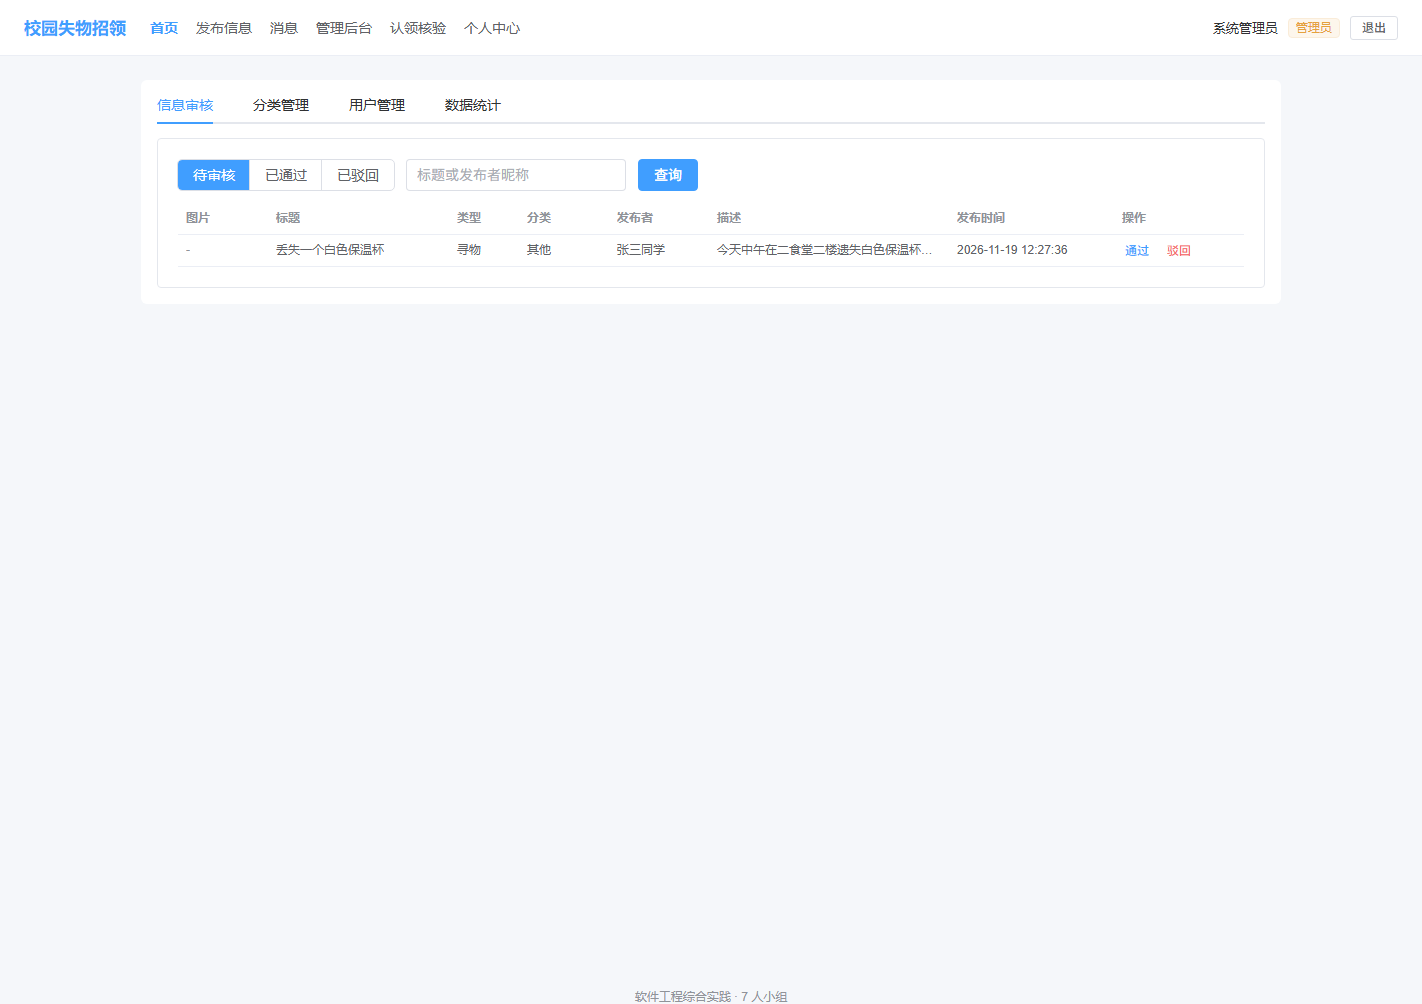 校园失物招领 首页 发布信息 消息 管理后台 认领核验 个人中心 系统管理员 管理员 退出
信息审核 分类管理 用户管理 数据统计
待审核 已通过 已驳回 标题或发布者昵称 查询
图片 标题 类型 分类 发布者 描述 发布时间 操作
- 丢失一个白色保温杯 寻物 其他 张三同学 今天中午在二食堂二楼遗失白色保温杯... 2026-11-19 12:27:36 通过 驳回
软件工程综合实践 · 7 人小组